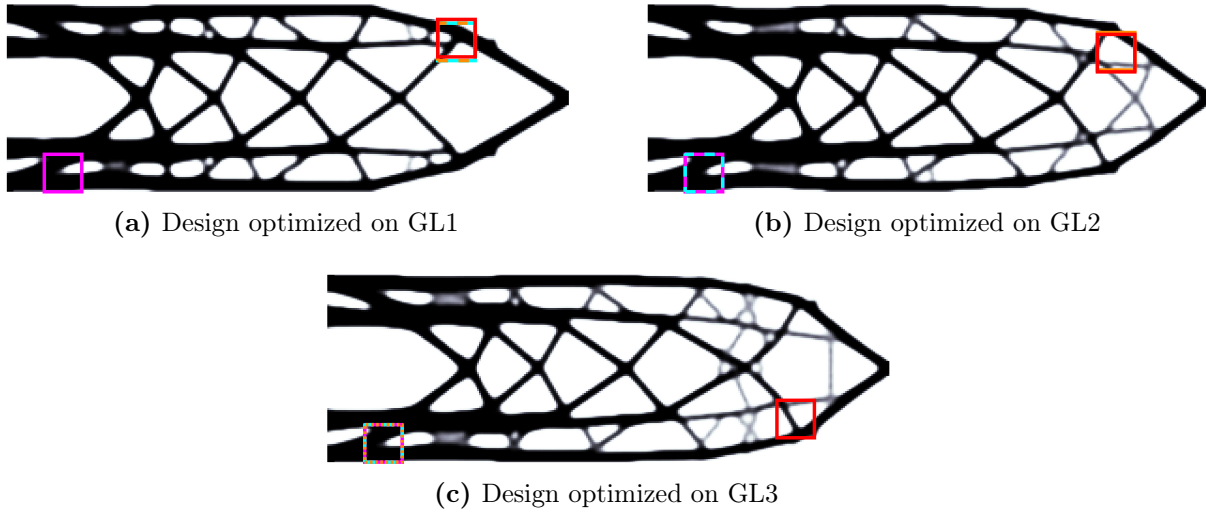 (a) Design optimized on GL1
(b) Design optimized on GL2
(c) Design optimized on GL3